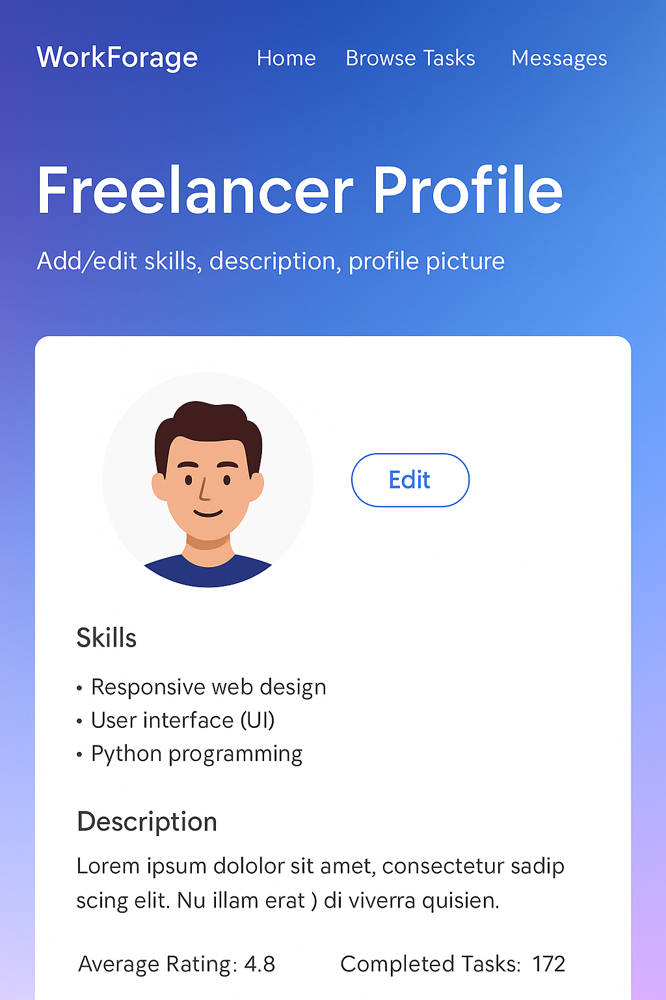 WorkForage Home Browse Tasks Messages
Freelancer Profile
Add/edit skills, description, profile picture
Edit
Skills
• Responsive web design
• User interface (UI)
• Python programming
Description
Lorem ipsum dololor sit amet, consectetur sadip
scing elit. Nu illam erat ) di viverra quisien.
Average Rating: 4.8 Completed Tasks: 172